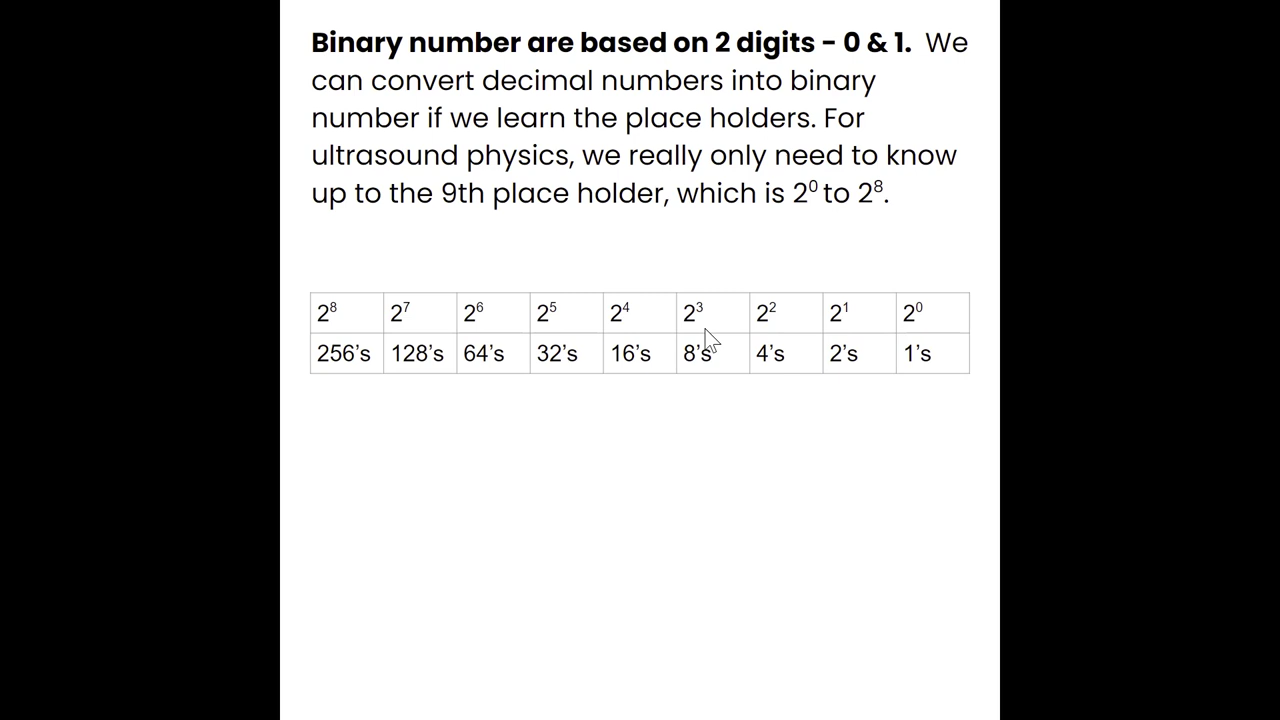 Binary number are based on 2 digits - 0 & 1. We
can convert decimal numbers into binary
number if we learn the place holders. For
ultrasound physics, we really only need to know
up to the 9th place holder, which is 2⁰ to 2⁸.
2⁸ 2⁷ 2⁶ 2⁵ 2⁴ 2³ 2² 2¹ 2⁰
256’s 128’s 64’s 32’s 16’s 8’s 4’s 2’s 1’s